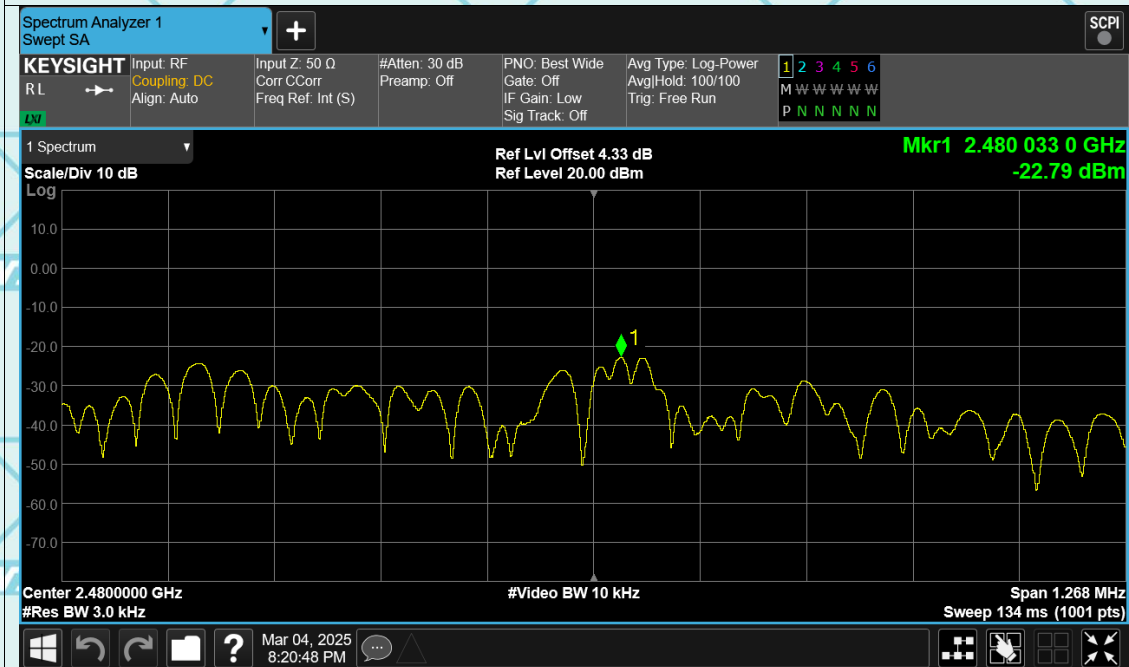 Spectrum Analyzer 1
Swept SA
+
SCPI
KEYSIGHT
RL
LXI
Input: RF
Coupling: DC
Align: Auto
Input Z: 50 Ω
Corr CCorr
Freq Ref: Int (S)
#Atten: 30 dB
Preamp: Off
PNO: Best Wide
Gate: Off
IF Gain: Low
Sig Track: Off
Avg Type: Log-Power
Avg|Hold: 100/100
Trig: Free Run
1 2 3 4 5 6
M W W W W W
P N N N N N
1 Spectrum
Scale/Div 10 dB
Ref Lvl Offset 4.33 dB
Ref Level 20.00 dBm
Mkr1 2.480 033 0 GHz
-22.79 dBm
Log
10.0
0.00
-10.0
-20.0
-30.0
-40.0
-50.0
-60.0
-70.0
1
Center 2.4800000 GHz
#Res BW 3.0 kHz
#Video BW 10 kHz
Span 1.268 MHz
Sweep 134 ms (1001 pts)
?
Mar 04, 2025
8:20:48 PM